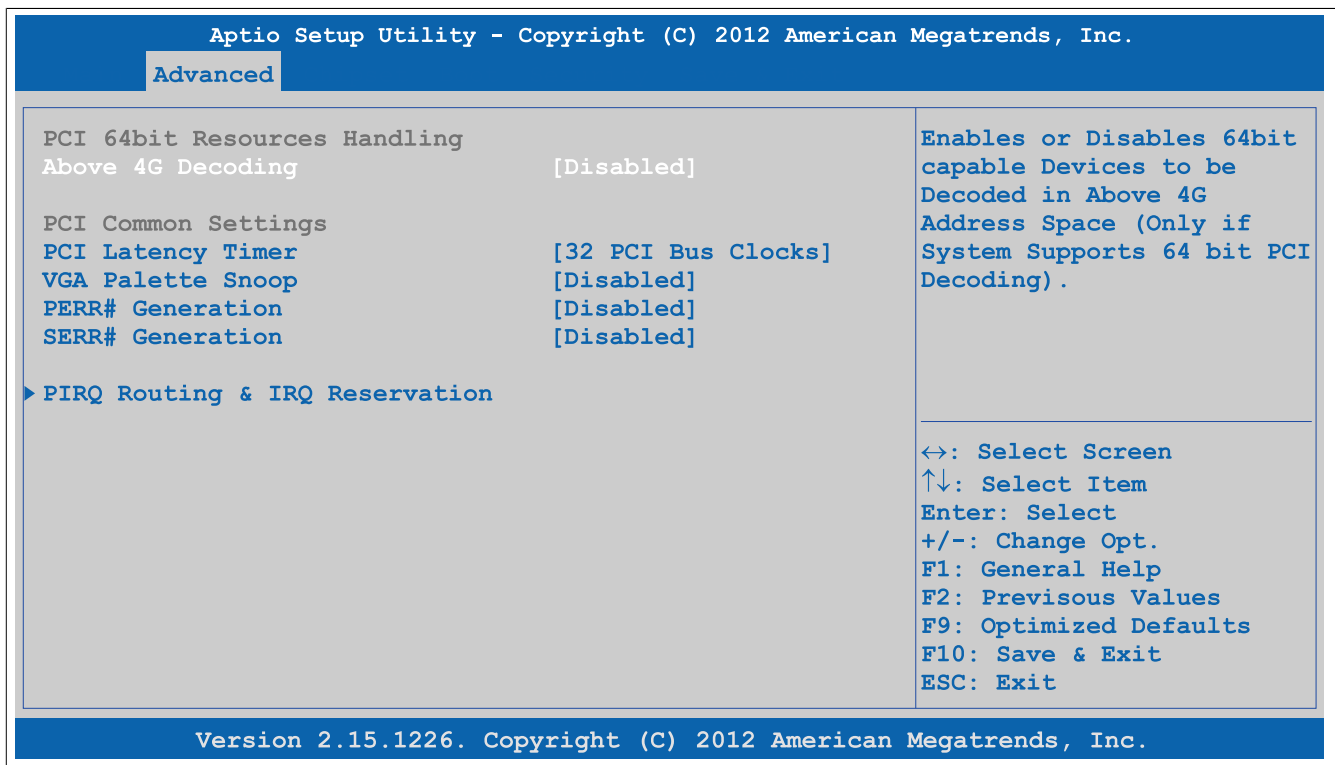 Aptio Setup Utility - Copyright (C) 2012 American Megatrends, Inc.
Advanced
PCI 64bit Resources Handling
Above 4G Decoding [Disabled]
PCI Common Settings
PCI Latency Timer [32 PCI Bus Clocks]
VGA Palette Snoop [Disabled]
PERR# Generation [Disabled]
SERR# Generation [Disabled]
PIRQ Routing & IRQ Reservation
Enables or Disables 64bit
capable Devices to be
Decoded in Above 4G
Address Space (Only if
System Supports 64 bit PCI
Decoding).
↔: Select Screen
↑↓: Select Item
Enter: Select
+/-: Change Opt.
F1: General Help
F2: Previsous Values
F9: Optimized Defaults
F10: Save & Exit
ESC: Exit
Version 2.15.1226. Copyright (C) 2012 American Megatrends, Inc.